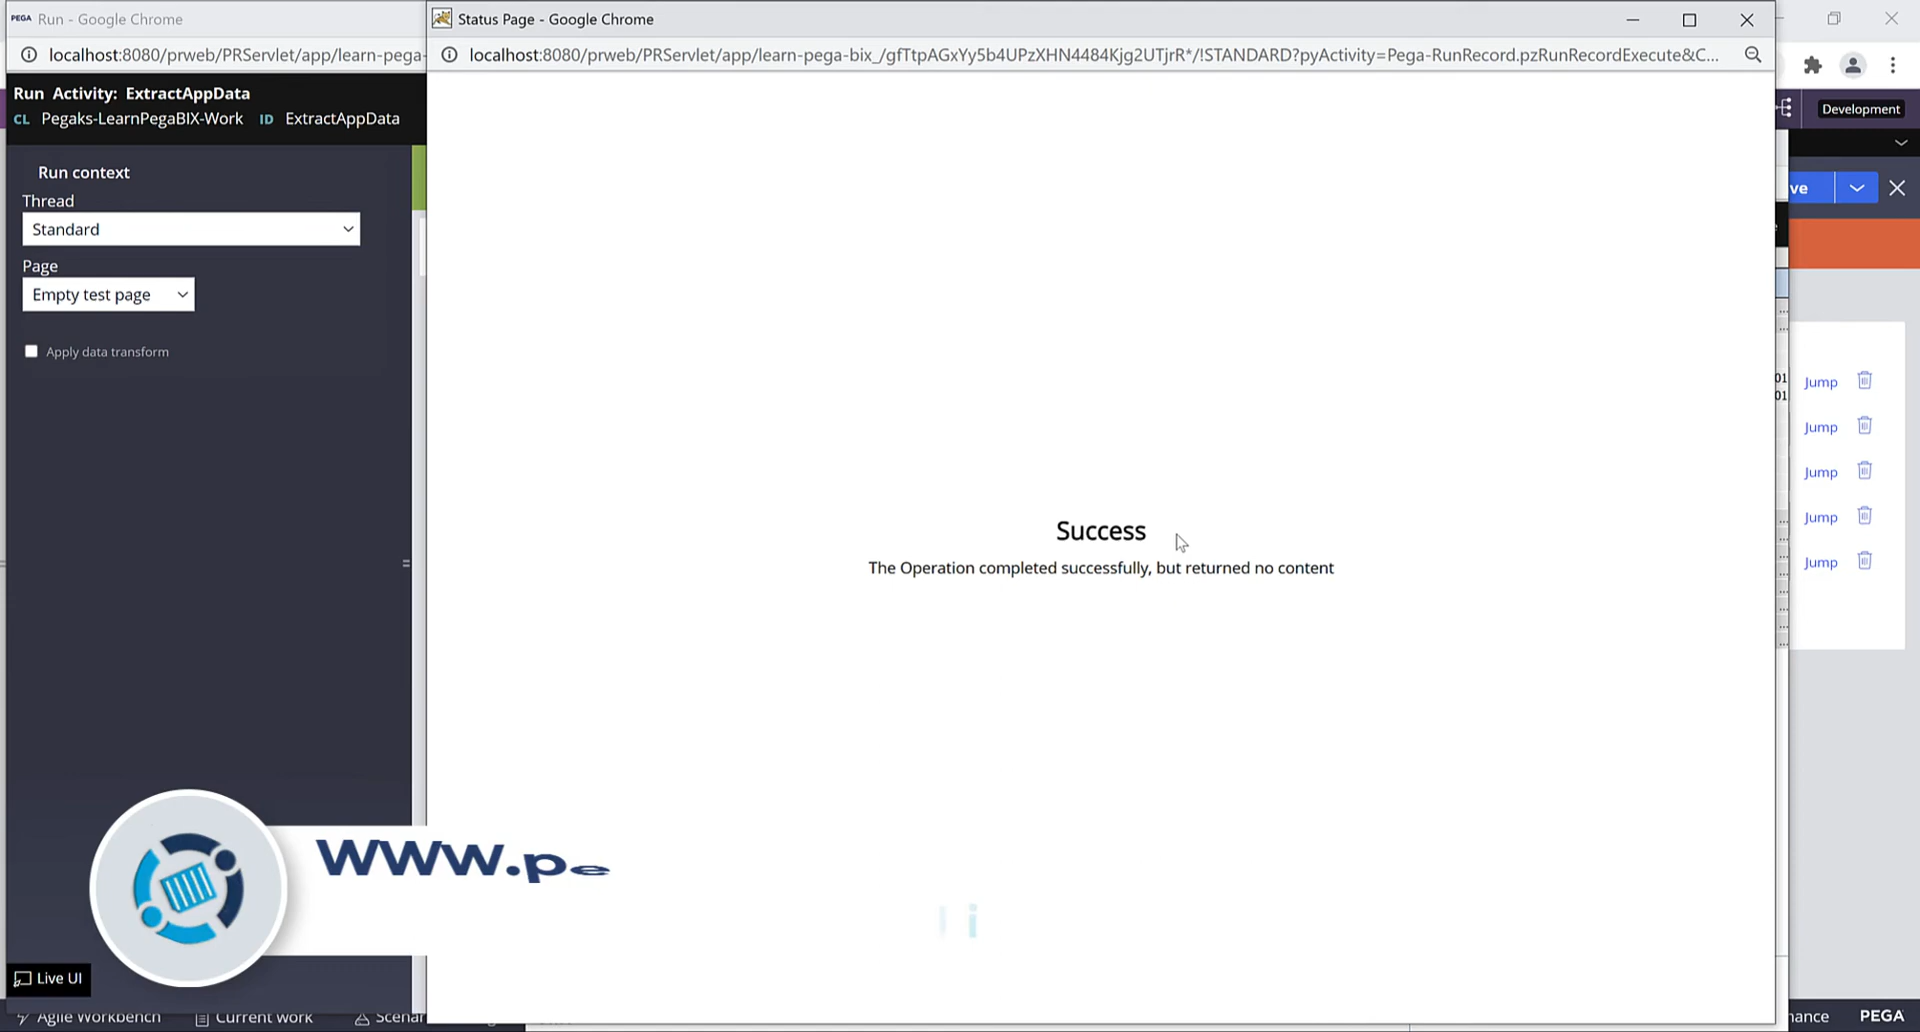 PEGA Run - Google Chrome
localhost:8080/prweb/PRServlet/app/learn-pega-
Run Activity: ExtractAppData
CL Pegaks-LearnPegaBIX-Work ID ExtractAppData
Run context
Thread
Standard
Page
Empty test page
Apply data transform
Status Page - Google Chrome
localhost:8080/prweb/PRServlet/app/learn-pega-bix_/gfTtpAGxYy5b4UPzXHN4484Kjg2UTjrR*/!STANDARD?pyActivity=Pega-RunRecord.pzRunRecordExecute&C...
Success
The Operation completed successfully, but returned no content
Development
ve
01 Jump
01
Jump
Jump
Jump
Jump
www.pe
i
Live UI
Agile Workbench Current work Scenar
nance PEGA